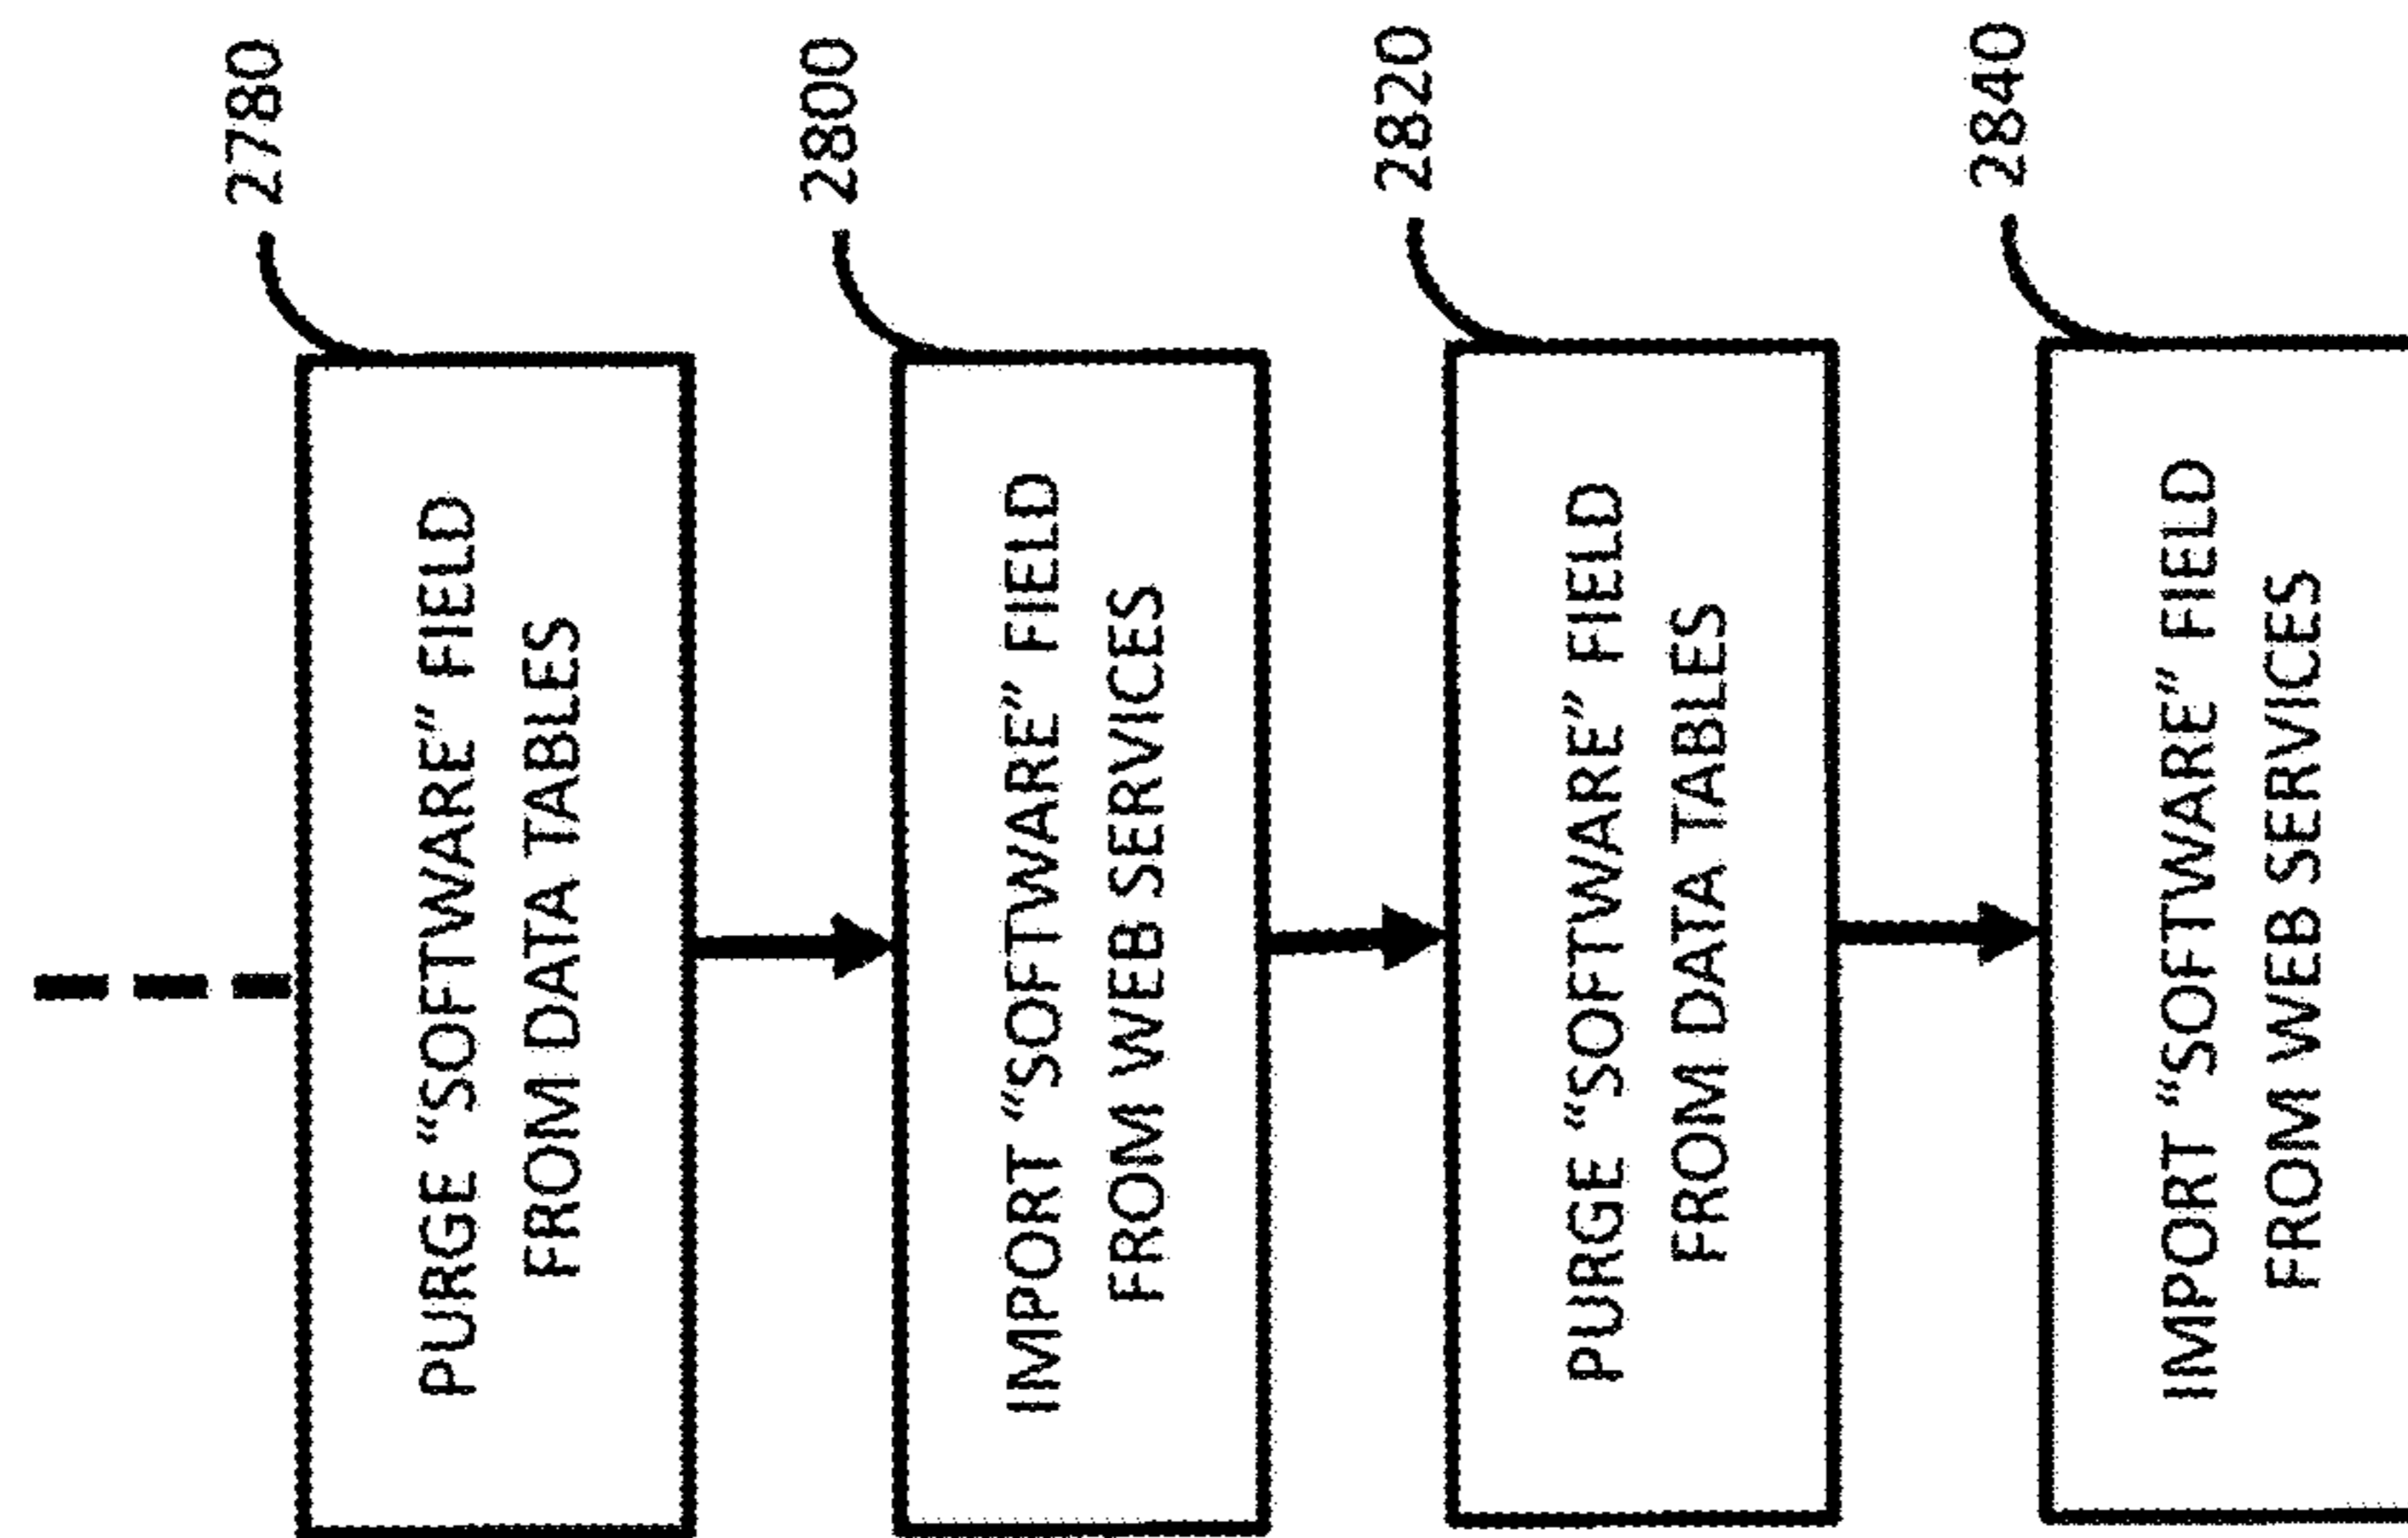 2780
PURGE “SOFTWARE” FIELD
FROM DATA TABLES
2800
IMPORT “SOFTWARE” FIELD
FROM WEB SERVICES
2820
PURGE “SOFTWARE” FIELD
FROM DATA TABLES
2840
IMPORT “SOFTWARE” FIELD
FROM WEB SERVICES